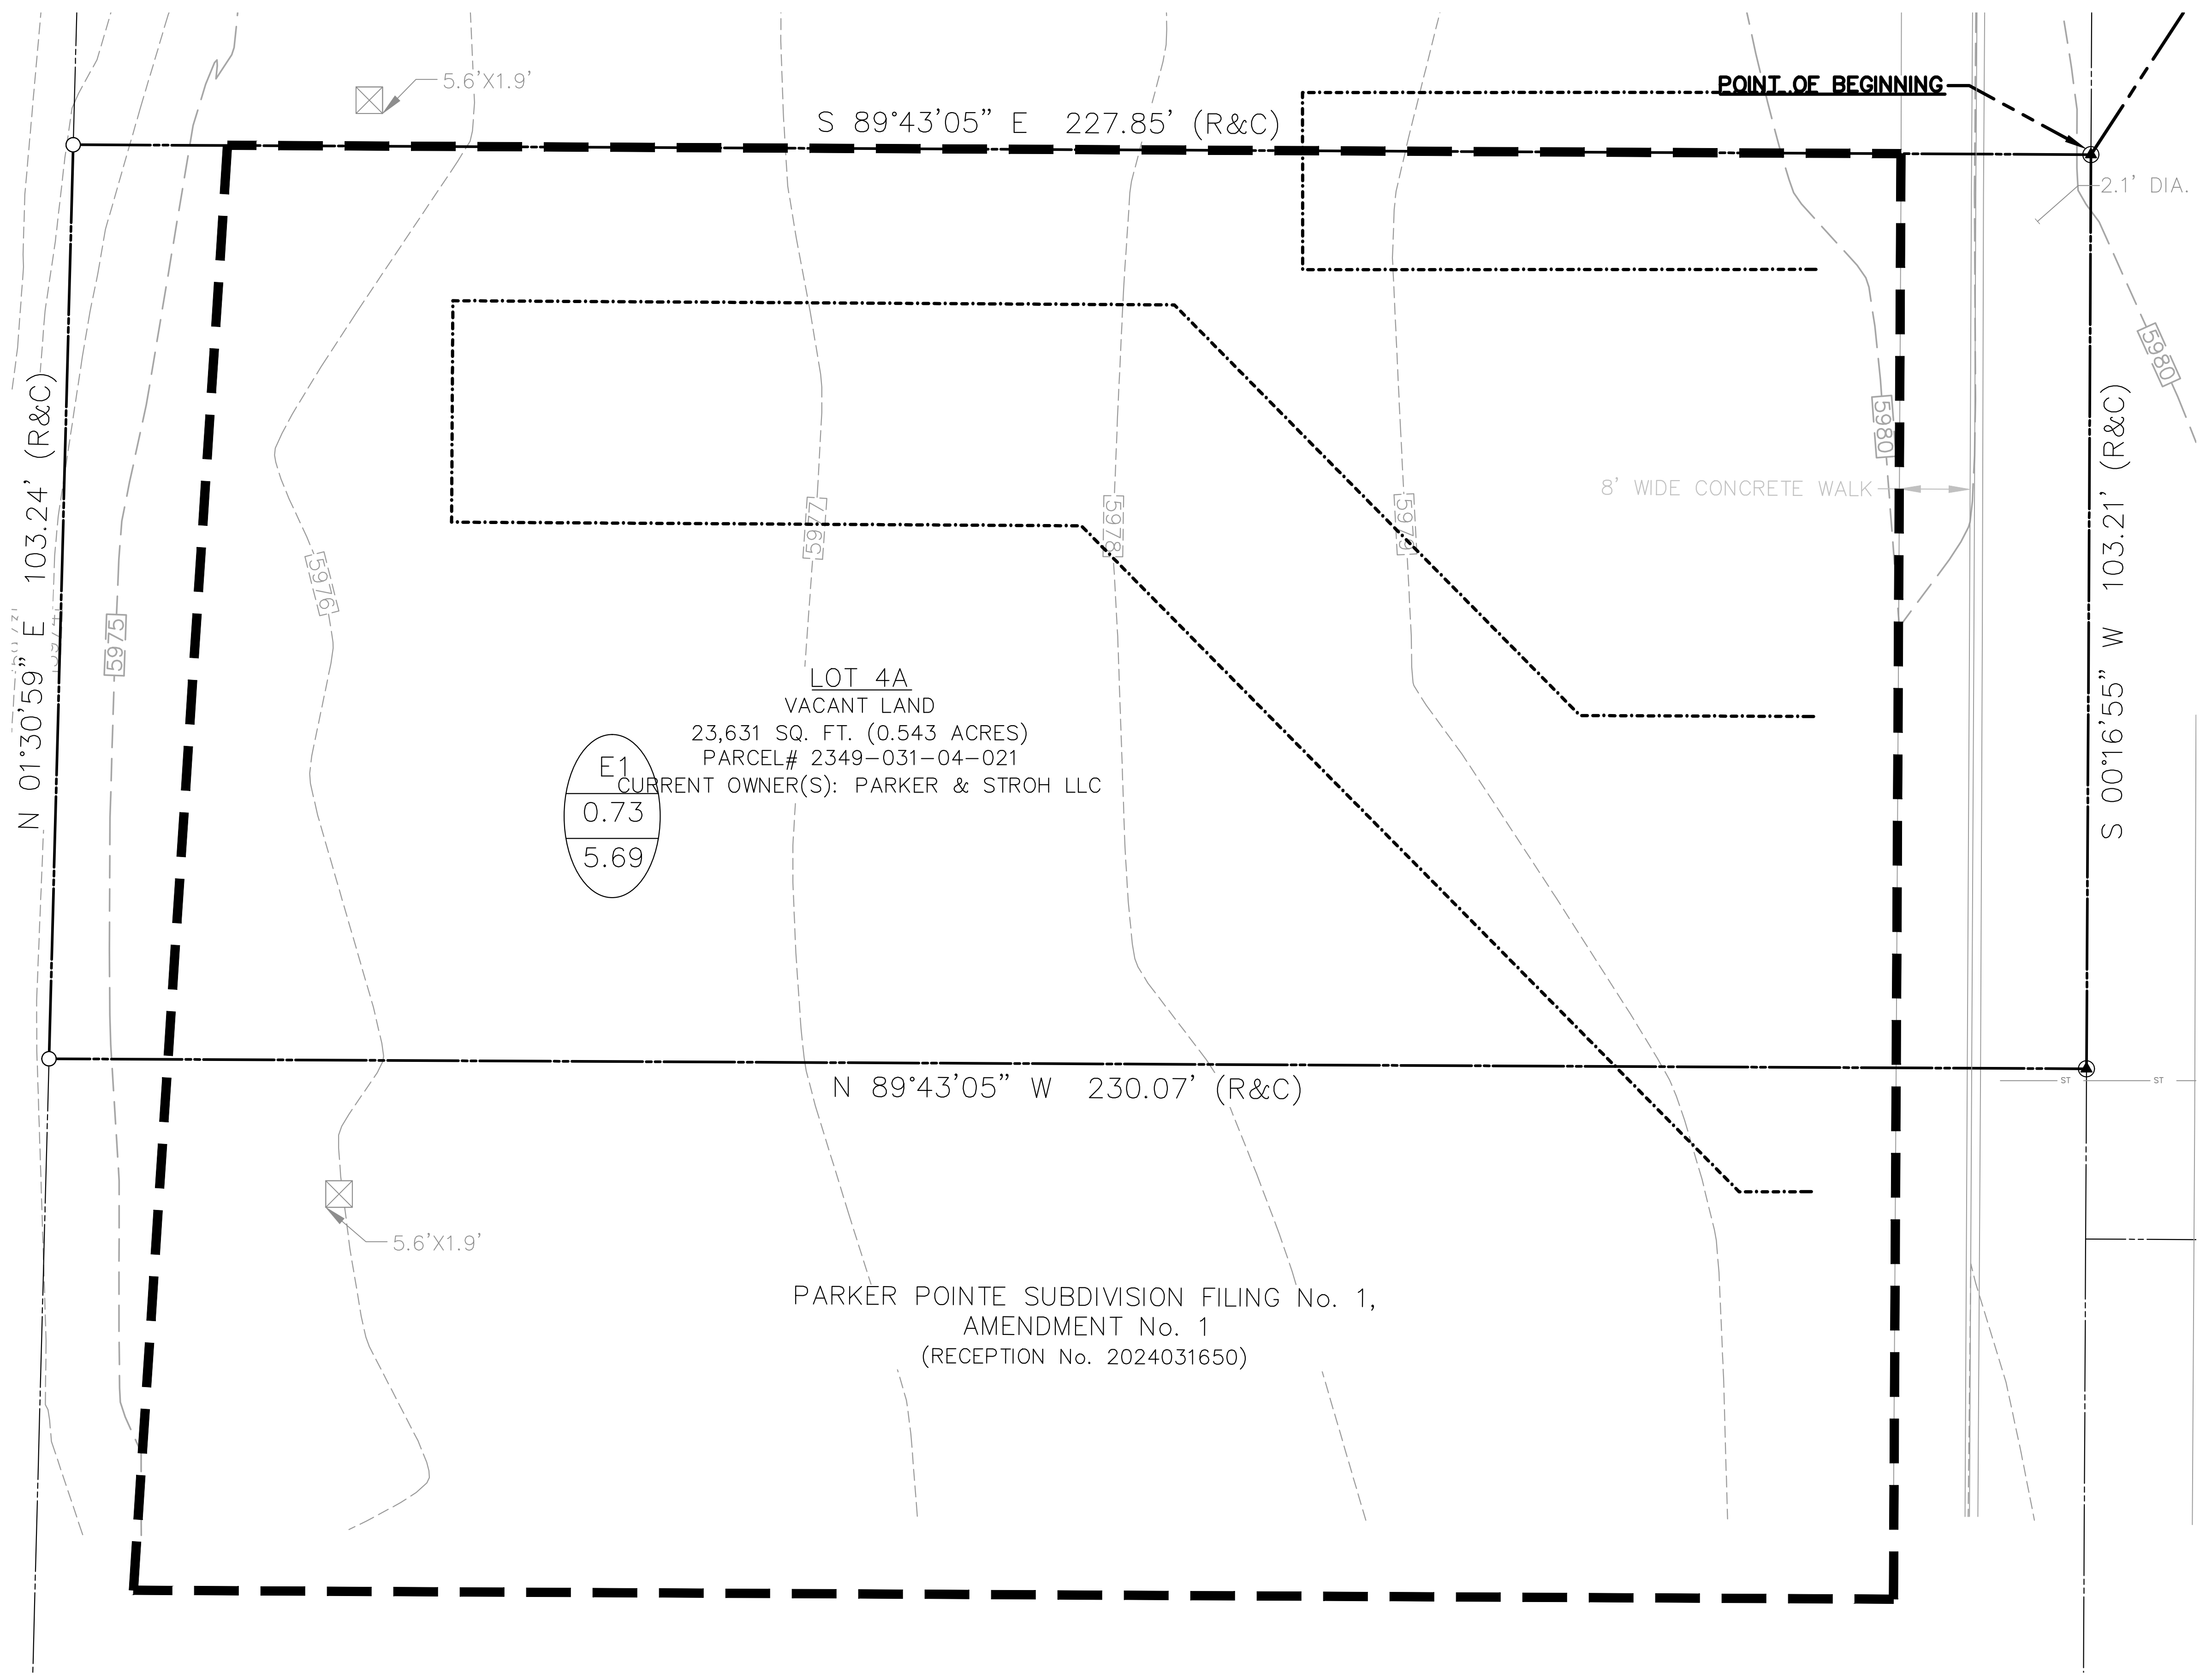 5.6'X1.9'
POINT OF BEGINNING
S 89°43'05" E 227.85' (R&C)
2.1' DIA.
5980
N 01°30'59" E 103.24' (R&C)
S 00°16'55" W 103.21' (R&C)
5980
8' WIDE CONCRETE WALK
5975
5976
5977
5978
5979
LOT 4A
VACANT LAND
23,631 SQ. FT. (0.543 ACRES)
PARCEL# 2349-031-04-021
CURRENT OWNER(S): PARKER & STROH LLC
E1
0.73
5.69
N 89°43'05" W 230.07' (R&C)
ST ST
5.6'X1.9'
PARKER POINTE SUBDIVISION FILING No. 1,
AMENDMENT No. 1
(RECEPTION No. 2024031650)